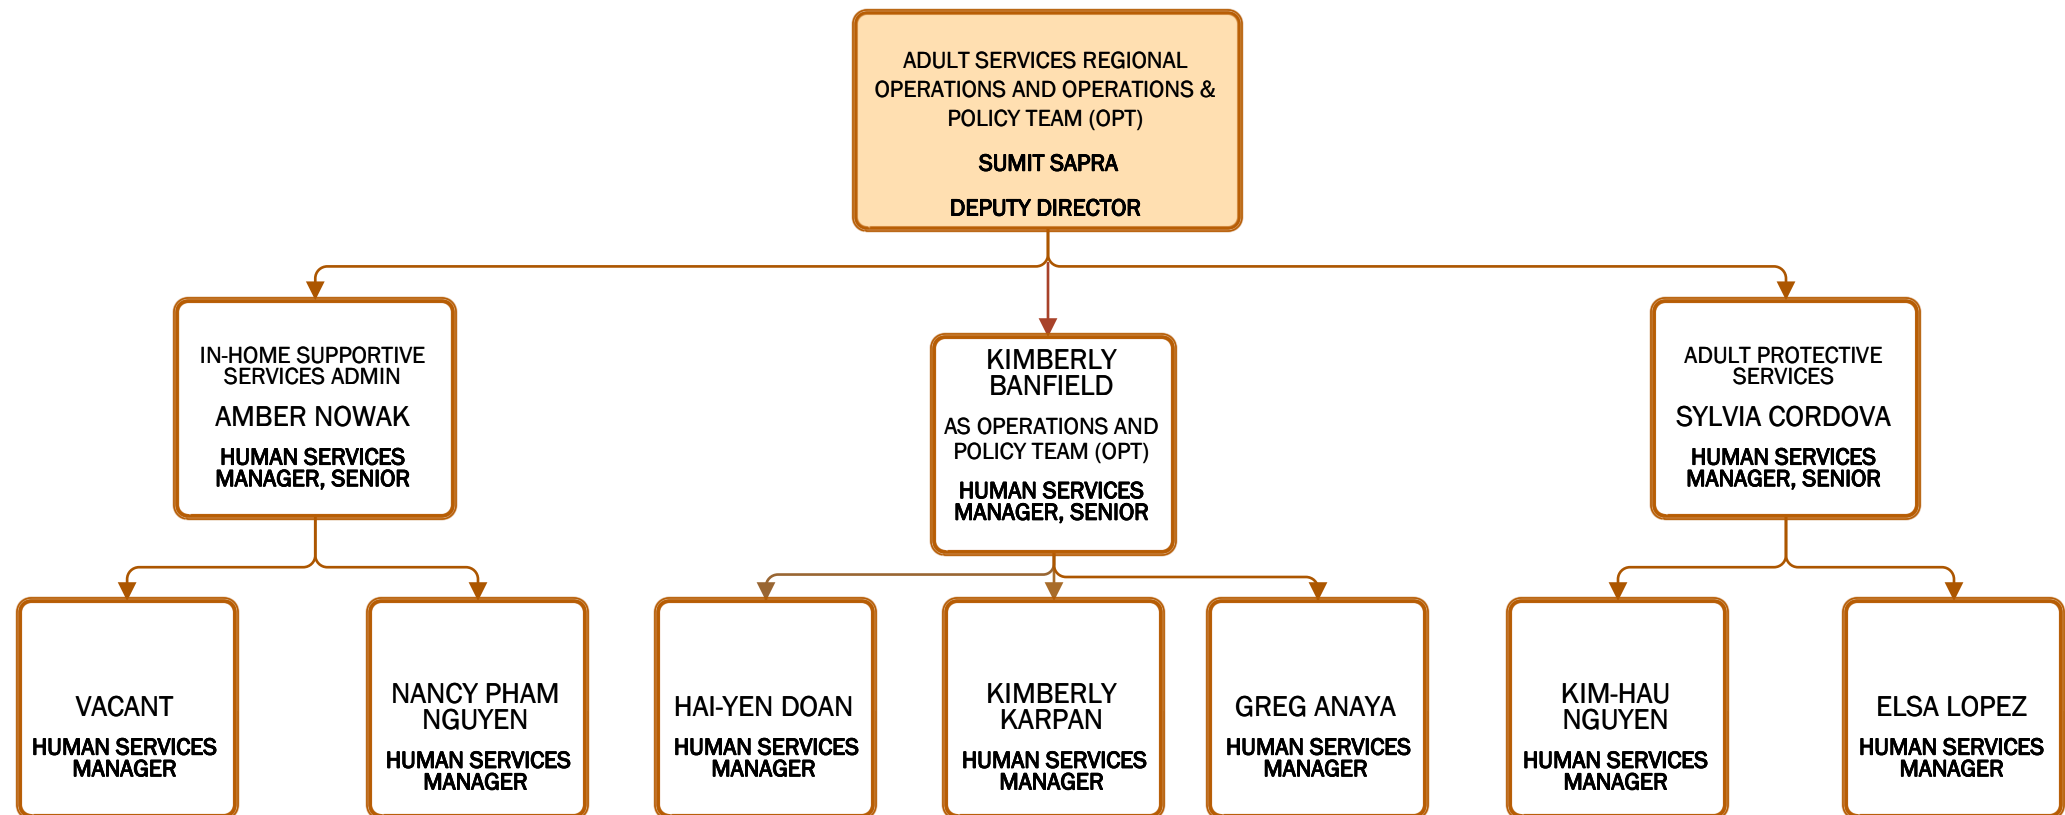 ADULT SERVICES REGIONAL
OPERATIONS AND OPERATIONS &
POLICY TEAM (OPT)
SUMIT SAPRA
DEPUTY DIRECTOR
IN-HOME SUPPORTIVE
SERVICES ADMIN
AMBER NOWAK
HUMAN SERVICES
MANAGER, SENIOR
KIMBERLY
BANFIELD
AS OPERATIONS AND
POLICY TEAM (OPT)
HUMAN SERVICES
MANAGER, SENIOR
ADULT PROTECTIVE
SERVICES
SYLVIA CORDOVA
HUMAN SERVICES
MANAGER, SENIOR
VACANT
HUMAN SERVICES
MANAGER
NANCY PHAM
NGUYEN
HUMAN SERVICES
MANAGER
HAI-YEN DOAN
HUMAN SERVICES
MANAGER
KIMBERLY
KARPAN
HUMAN SERVICES
MANAGER
GREG ANAYA
HUMAN SERVICES
MANAGER
KIM-HAU
NGUYEN
HUMAN SERVICES
MANAGER
ELSA LOPEZ
HUMAN SERVICES
MANAGER